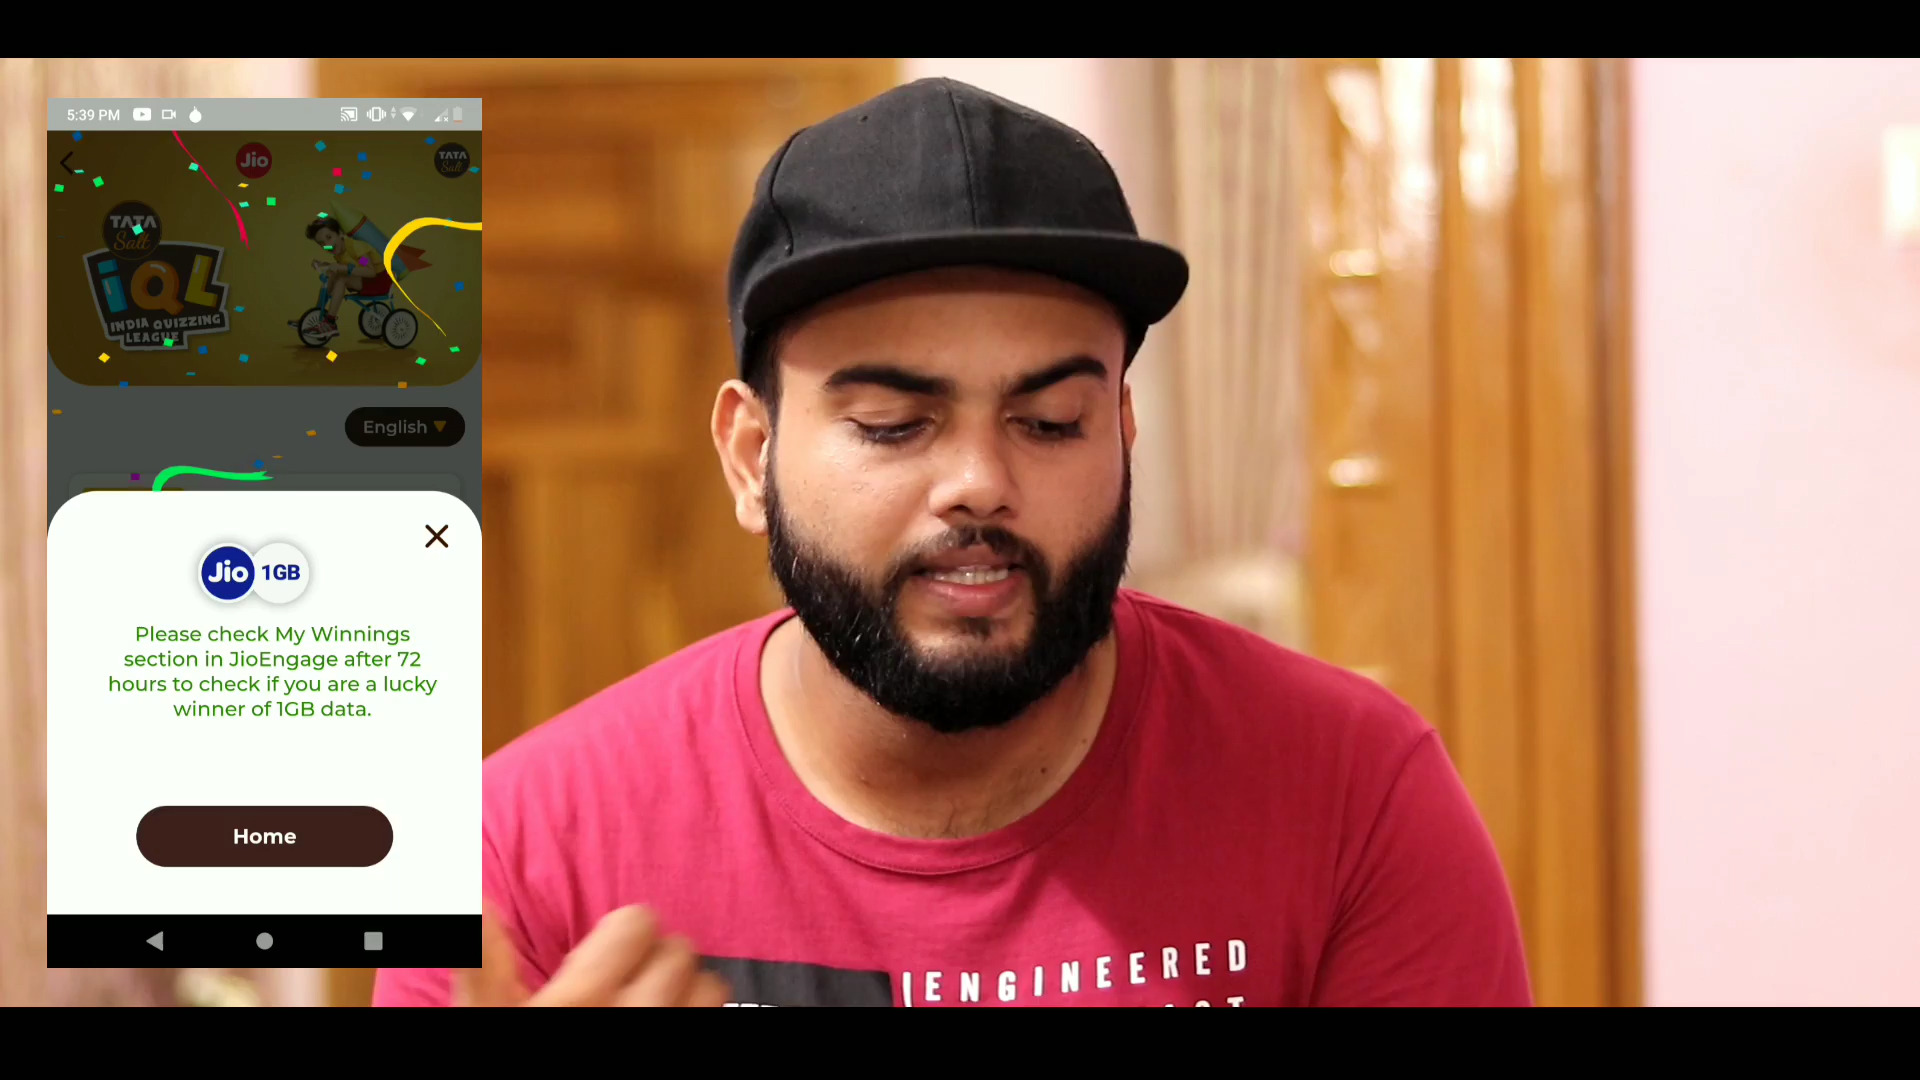 5:39 PM
Jio
TATA
Salt
TATA
Salt
iQL
INDIA QUIZZING
LEAGUE
English
Jio 1GB
Please check My Winnings
section in JioEngage after 72
hours to check if you are a lucky
winner of 1GB data.
Home
ENGINEERED